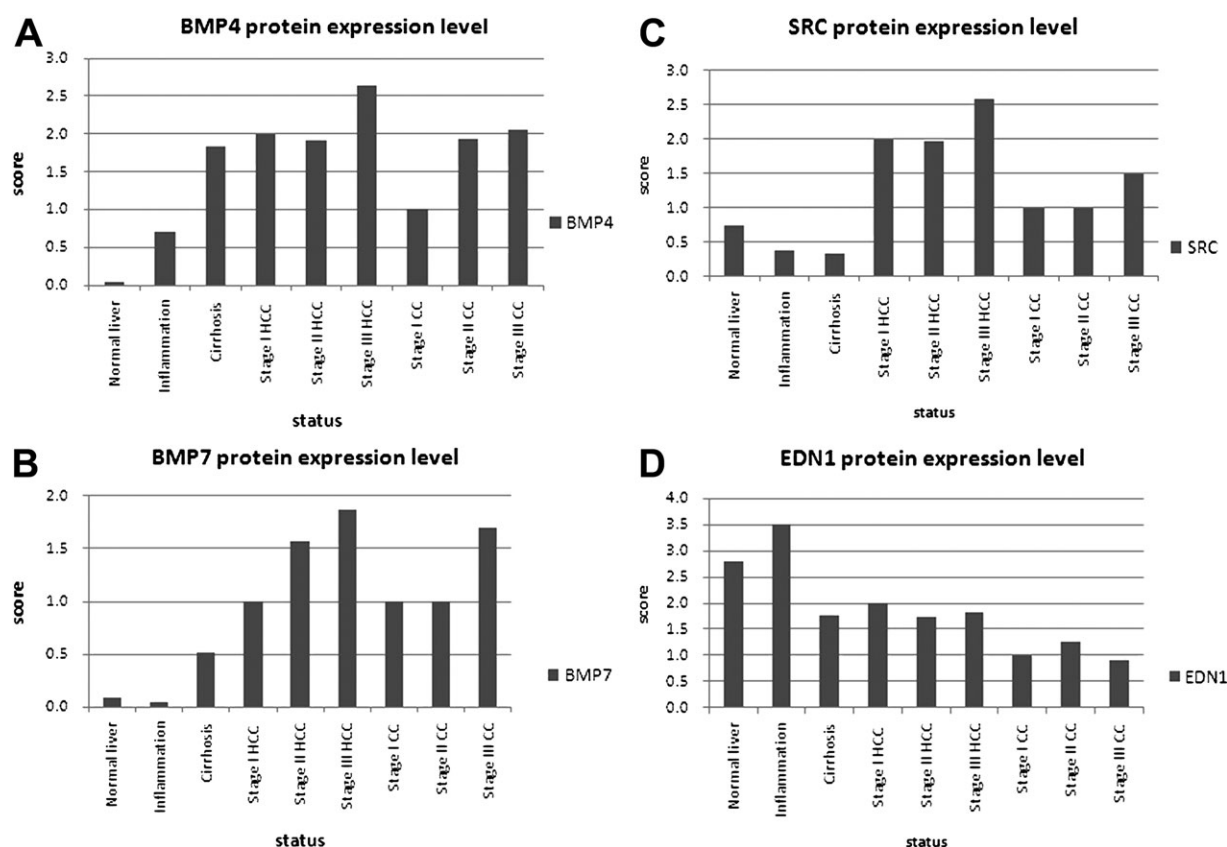 A
BMP4 protein expression level
3.0
2.5
2.0
1.5
1.0
0.5
0.0
score
Normal liver
Inflammation
Cirrhosis
Stage I HCC
Stage II HCC
Stage III HCC
Stage I CC
Stage II CC
Stage III CC
status
BMP4
C
SRC protein expression level
3.0
2.5
2.0
1.5
1.0
0.5
0.0
score
Normal liver
Inflammation
Cirrhosis
Stage I HCC
Stage II HCC
Stage III HCC
Stage I CC
Stage II CC
Stage III CC
status
SRC
B
BMP7 protein expression level
2.0
1.5
1.0
0.5
0.0
score
Normal liver
Inflammation
Cirrhosis
Stage I HCC
Stage II HCC
Stage III HCC
Stage I CC
Stage II CC
Stage III CC
status
BMP7
D
EDN1 protein expression level
4.0
3.5
3.0
2.5
2.0
1.5
1.0
0.5
0.0
score
Normal liver
Inflammation
Cirrhosis
Stage I HCC
Stage II HCC
Stage III HCC
Stage I CC
Stage II CC
Stage III CC
status
EDN1